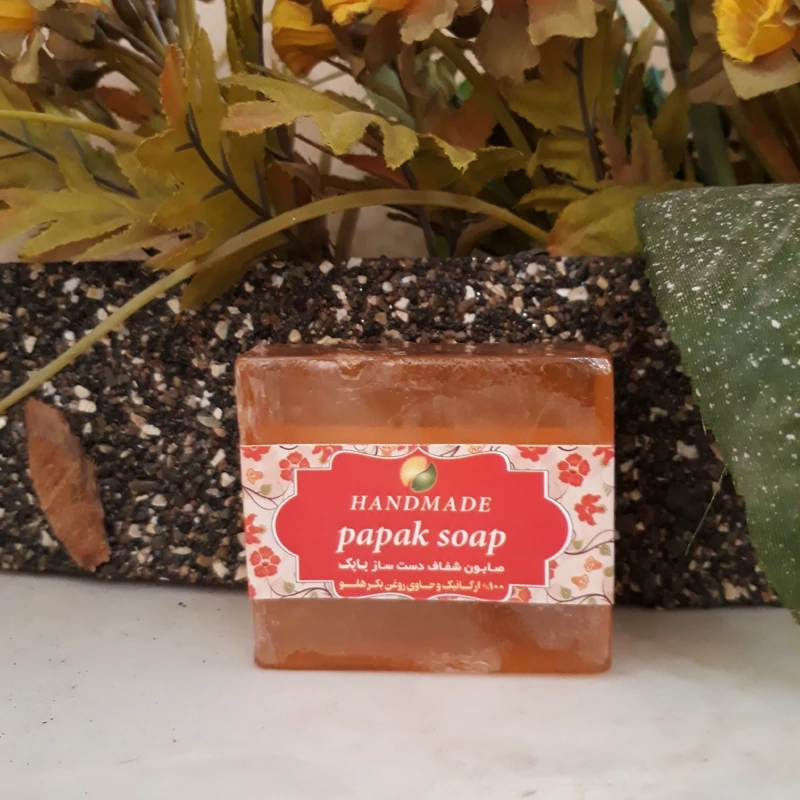 HANDMADE
papak soap
صابون شفاف دست ساز پاپک
۱۰۰% ارگانیک و حاوی روغن بکر هلو